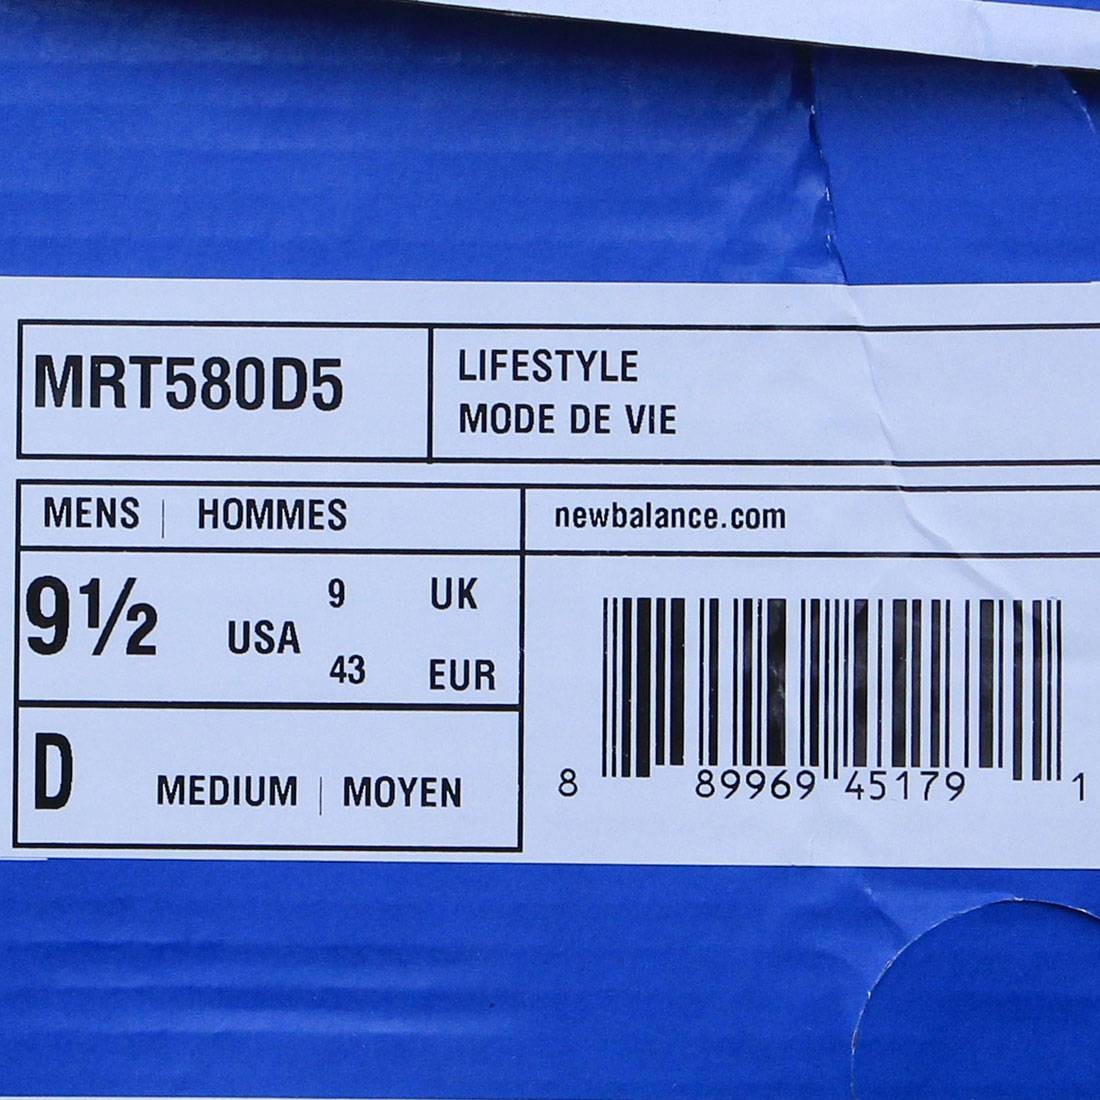 MRT580D5
LIFESTYLE
MODE DE VIE
MENS | HOMMES
newbalance.com
9½ USA
9 UK
43 EUR
D MEDIUM | MOYEN
8 89969 45179 1